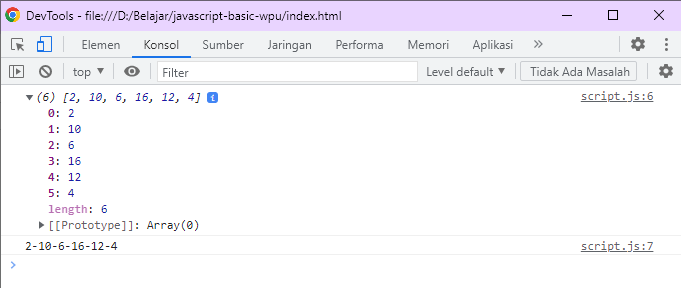 DevTools - file:///D:/Belajar/javascript-basic-wpu/index.html
Elemen Konsol Sumber Jaringan Performa Memori Aplikasi »
top ▼ Filter Level default ▼ Tidak Ada Masalah
▼(6) [2, 10, 6, 16, 12, 4] i script.js:6
0: 2
1: 10
2: 6
3: 16
4: 12
5: 4
length: 6
▶[[Prototype]]: Array(0)
2-10-6-16-12-4 script.js:7
>